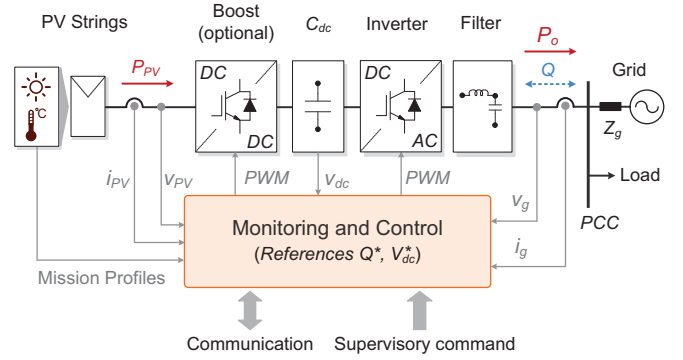 PV Strings
Boost
(optional)
C_dc
Inverter
Filter
P_o
P_PV
Q
Grid
°C
DC
DC
DC
AC
Z_g
i_PV
v_PV
PWM
v_dc
PWM
v_g
i_g
Load
PCC
Monitoring and Control
(References Q*, V*_dc)
Mission Profiles
Communication
Supervisory command